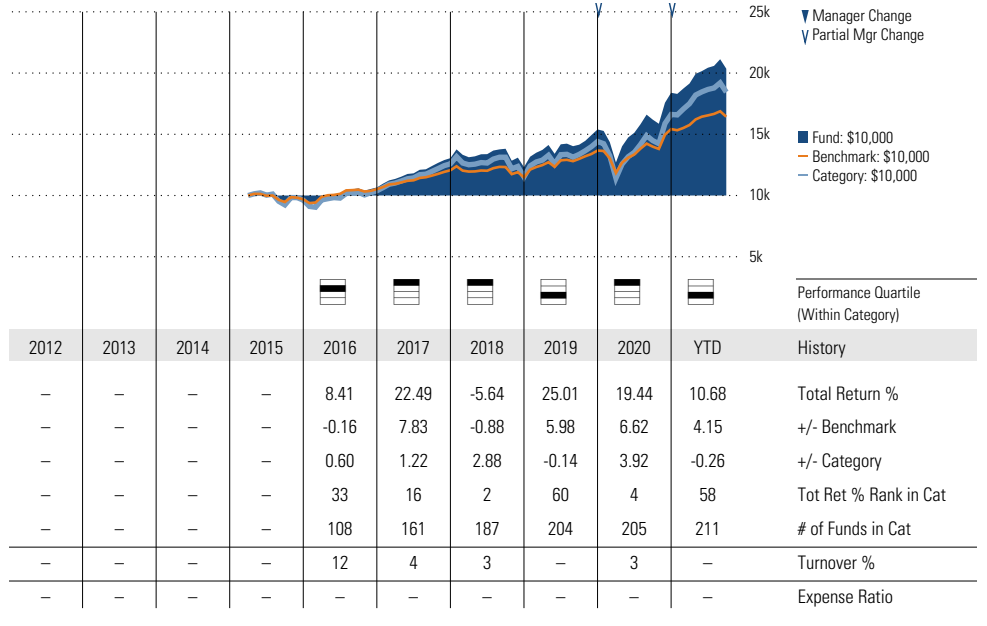 25k
20k
15k
10k
5k
Manager Change
Partial Mgr Change
Fund: $10,000
Benchmark: $10,000
Category: $10,000
Performance Quartile
(Within Category)
2012 2013 2014 2015 2016 2017 2018 2019 2020 YTD History
– – – – 8.41 22.49 -5.64 25.01 19.44 10.68 Total Return %
– – – – -0.16 7.83 -0.88 5.98 6.62 4.15 +/- Benchmark
– – – – 0.60 1.22 2.88 -0.14 3.92 -0.26 +/- Category
– – – – 33 16 2 60 4 58 Tot Ret % Rank in Cat
– – – – 108 161 187 204 205 211 # of Funds in Cat
– – – – 12 4 3 – 3 – Turnover %
– – – – – – – – – – Expense Ratio